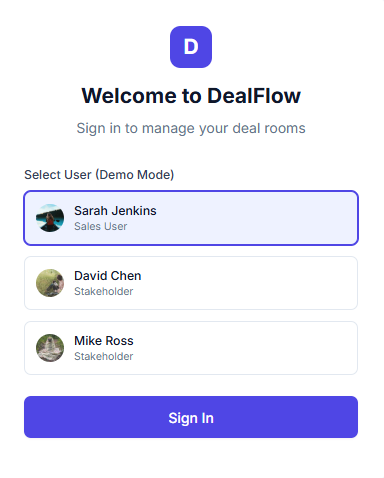 D
Welcome to DealFlow
Sign in to manage your deal rooms
Select User (Demo Mode)
Sarah Jenkins
Sales User
David Chen
Stakeholder
Mike Ross
Stakeholder
Sign In